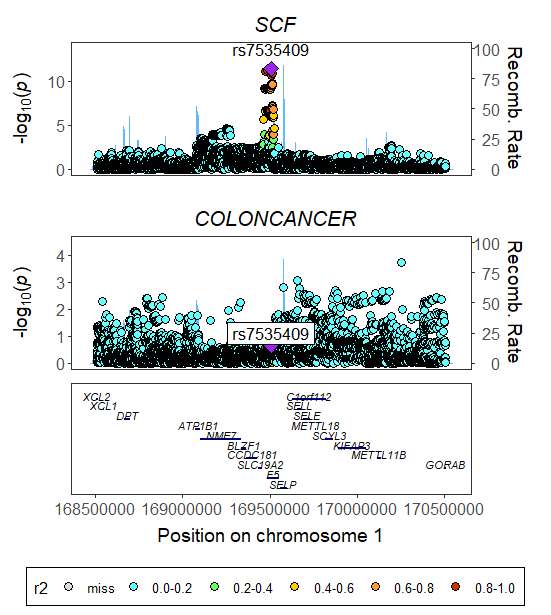 SCF
rs7535409
-log10(p)
10
5
0
100
75
50
25
0
Recomb. Rate
COLONCANCER
rs7535409
-log10(p)
4
3
2
1
0
100
75
50
25
0
Recomb. Rate
XCL2
C1orf112
XCL1
SELL
DPT
SELE
ATP1B1
METTL18
NME7
SCYL3
BLZF1
KIFAP3
CCDC181
METTL11B
SLC19A2
GORAB
F5
SELP
168500000 169000000 169500000 170000000 170500000
Position on chromosome 1
r2 miss 0.0-0.2 0.2-0.4 0.4-0.6 0.6-0.8 0.8-1.0